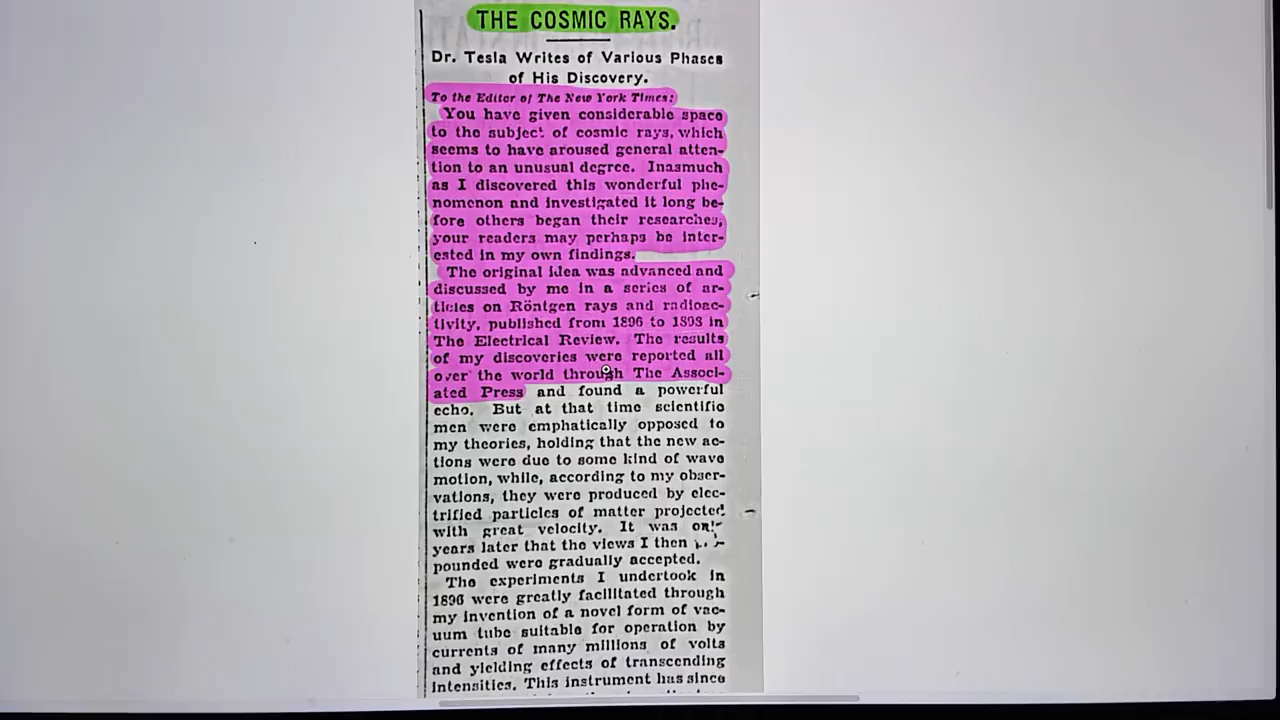 THE COSMIC RAYS.
Dr. Tesla Writes of Various Phases
of His Discovery.
To the Editor of The New York Times:
You have given considerable space
to the subject of cosmic rays, which
seems to have aroused general atten-
tion to an unusual degree. Inasmuch
as I discovered this wonderful phe-
nomenon and investigated it long be-
fore others began their researches,
your readers may perhaps be inter-
ested in my own findings.
The original idea was advanced and
discussed by me in a series of ar-
ticles on Röntgen rays and radioac-
tivity, published from 1896 to 1898 in
The Electrical Review. The results
of my discoveries were reported all
over the world through The Associ-
ated Press and found a powerful
echo. But at that time scientific
men were emphatically opposed to
my theories, holding that the new ac-
tions were due to some kind of wave
motion, while, according to my obser-
vations, they were produced by elec-
trified particles of matter projected
with great velocity. It was only
years later that the views I then
pounded were gradually accepted.
The experiments I undertook in
1896 were greatly facilitated through
my invention of a novel form of vac-
uum tube suitable for operation by
currents of many millions of volts
and yielding effects of transcending
intensities. This instrument has since